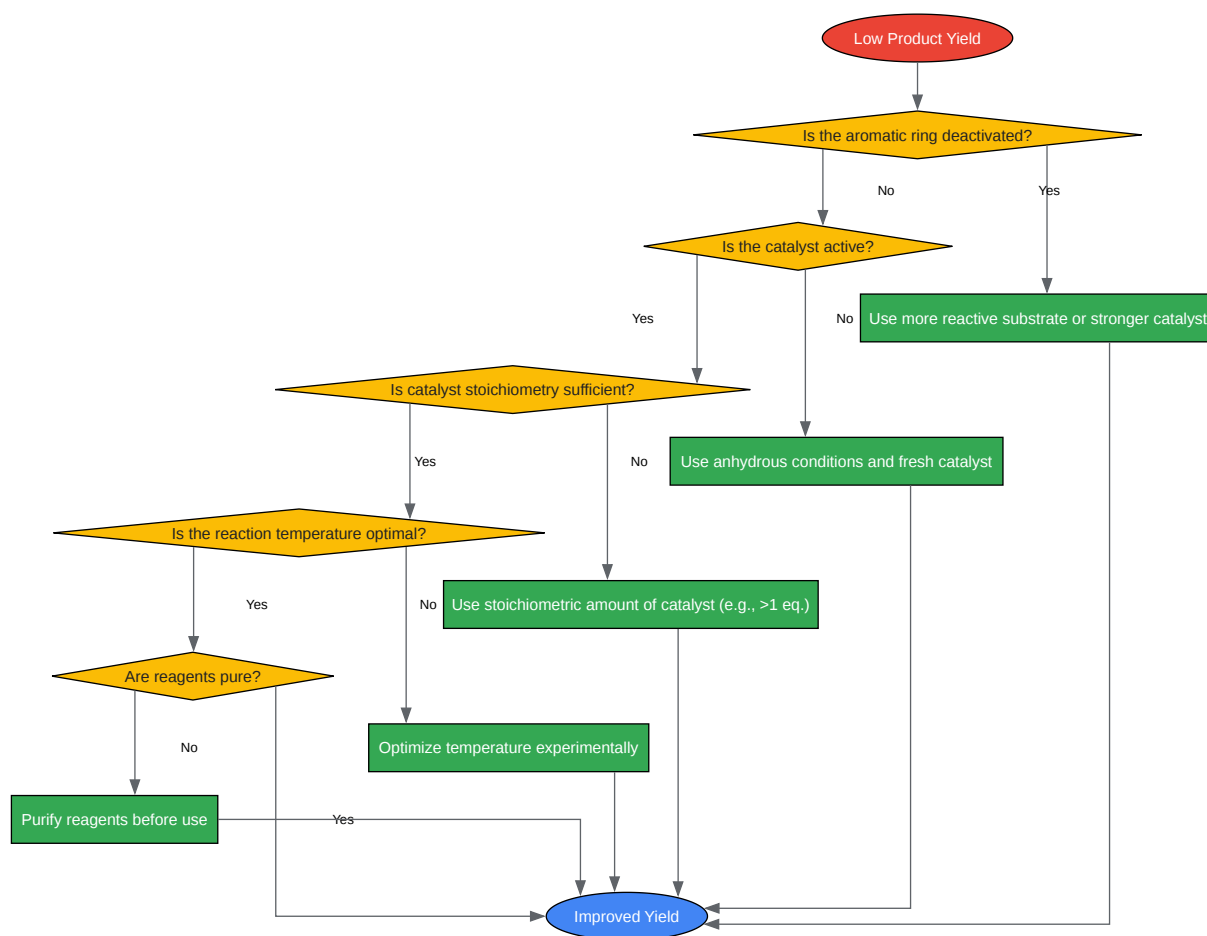 Low Product Yield
Is the aromatic ring deactivated?
No
Yes
Is the catalyst active?
Yes
No
Use more reactive substrate or stronger catalyst
Is catalyst stoichiometry sufficient?
Yes
No
Use anhydrous conditions and fresh catalyst
Is the reaction temperature optimal?
Yes
No
Use stoichiometric amount of catalyst (e.g., >1 eq.)
Are reagents pure?
No
Optimize temperature experimentally
Purify reagents before use
Yes
Improved Yield